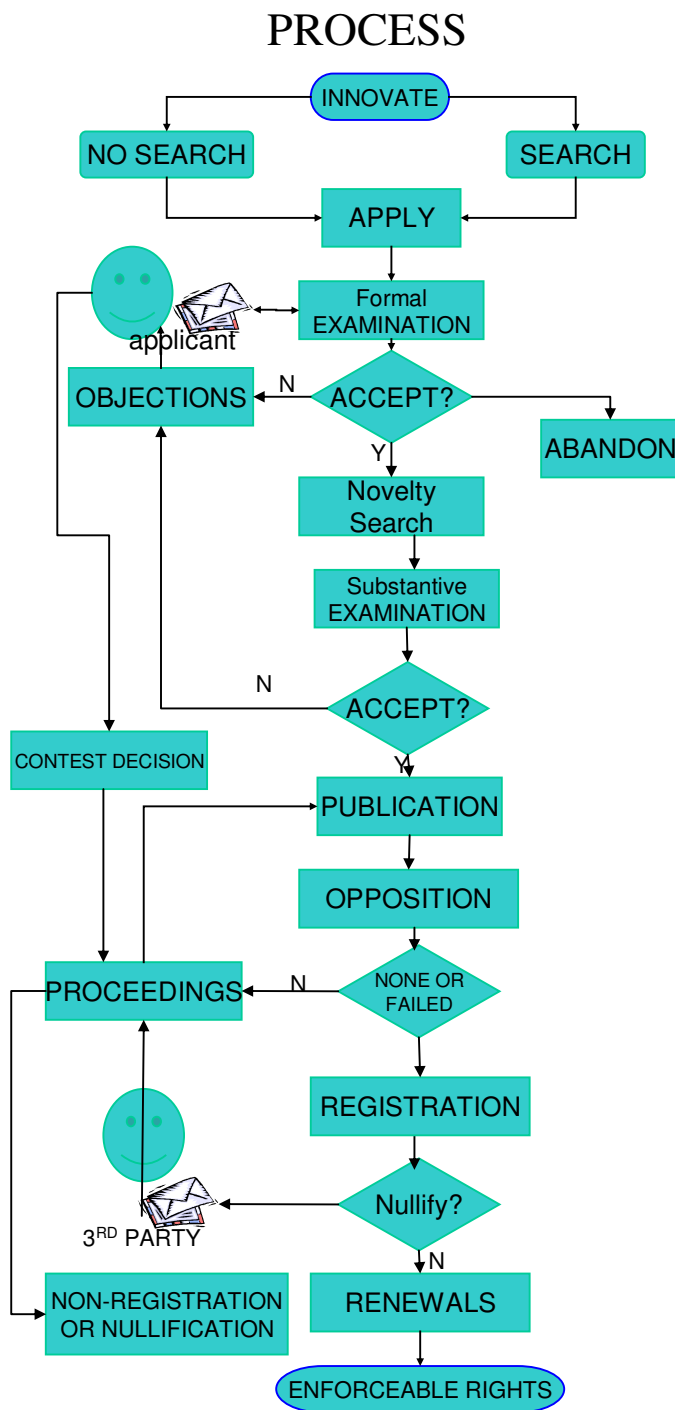 PROCESS
INNOVATE
NO SEARCH
SEARCH
APPLY
Formal
EXAMINATION
applicant
OBJECTIONS
N
ACCEPT?
ABANDON
Y
Novelty
Search
Substantive
EXAMINATION
N
ACCEPT?
CONTEST DECISION
Y
PUBLICATION
OPPOSITION
PROCEEDINGS
N
NONE OR
FAILED
REGISTRATION
Nullify?
3RD PARTY
N
NON-REGISTRATION
OR NULLIFICATION
RENEWALS
ENFORCEABLE RIGHTS